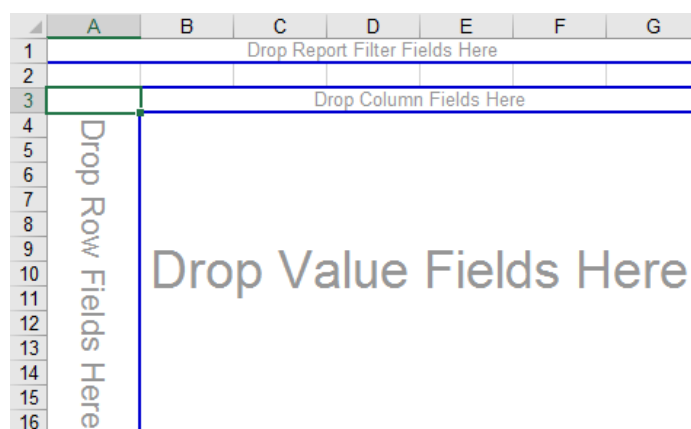 A B C D E F G
1 Drop Report Filter Fields Here
2
3 Drop Column Fields Here
4
5
6
7
8
9
10
11
12
13
14
15
16
Drop Row Fields Here
Drop Value Fields Here